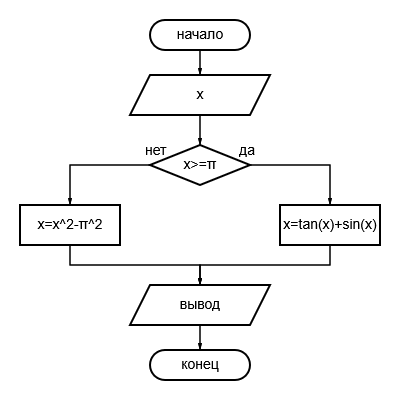 начало
x
нет
да
x>=π
x=x^2-π^2
x=tan(x)+sin(x)
вывод
конец